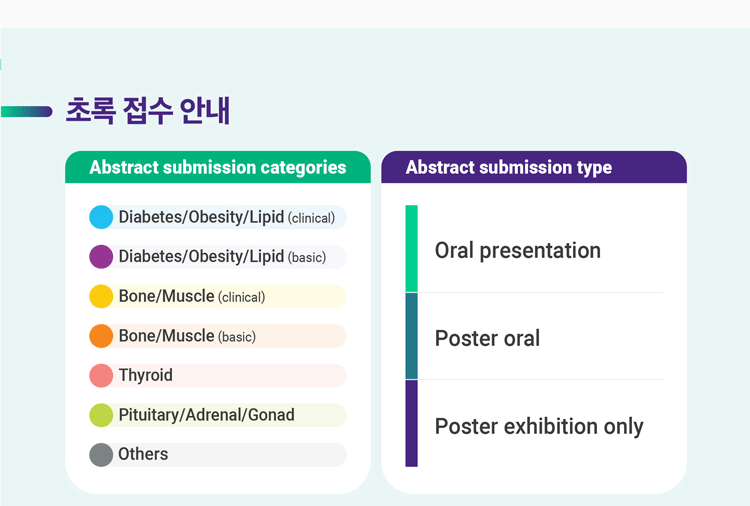 초록 접수 안내
Abstract submission categories
Diabetes/Obesity/Lipid (clinical)
Diabetes/Obesity/Lipid (basic)
Bone/Muscle (clinical)
Bone/Muscle (basic)
Thyroid
Pituitary/Adrenal/Gonad
Others
Abstract submission type
Oral presentation
Poster oral
Poster exhibition only